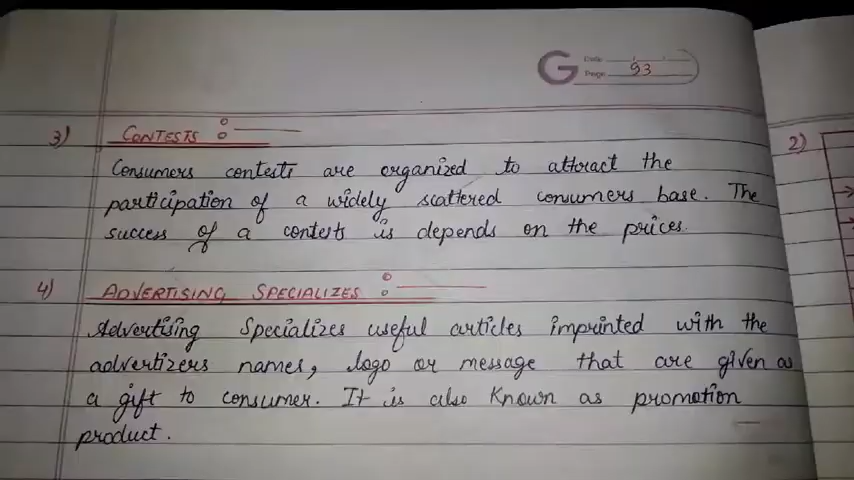 G Date
Page 93
3) CONTESTS :
Consumers contests are organized to attract the
participation of a widely scattered consumers base. The
success of a contests is depends on the prices.
4) ADVERTISING SPECIALIZES :
Advertising Specializes useful articles imprinted with the
advertizers names, logo or message that are given as
a gift to consumer. It is also known as promotion
product.
2)